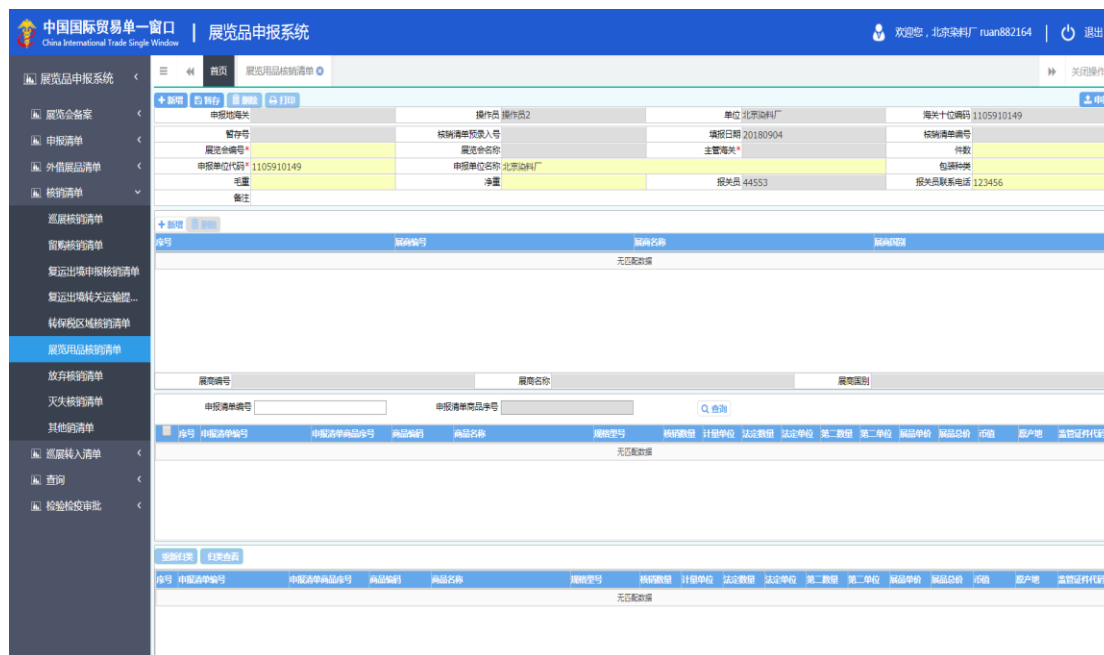 中国国际贸易单一窗口 | 展览品申报系统
China International Trade Single Window
欢迎您，北京染料厂 ruan882164 | 退出
展览品申报系统
首页 展览用品核销清单 关闭操作
新增 暂存 删除 打印
申报地海关 操作员 操作员2 单位 北京染料厂 海关十位编码 1105910149
暂存号 核销清单预录入号 填报日期 20180904 核销清单编号
展览会编号* 展览会名称 主管海关* 件数
申报单位代码* 1105910149 申报单位名称 北京染料厂 包装种类
毛重 净重 报关员 44553 报关员联系电话 123456
备注
展览会备案
申报清单
外借展品清单
核销清单
巡展核销清单
留购核销清单
复运出境申报核销清单
复运出境转关运输提...
转保税区域核销清单
展览用品核销清单
放弃核销清单
灭失核销清单
其他销清单
巡展转入清单
查询
检验检疫审批
新增 删除
序号 展商编号 展商名称 展商国别
无匹配数据
展商编号 展商名称 展商国别
申报清单编号 申报清单商品序号 查询
序号 申报清单编号 申报清单商品序号 商品编码 商品名称 规格型号 核销数量 计量单位 法定数量 法定单位 第二数量 第二单位 展品单价 展品总价 币值 原产地 监管证件代码
无匹配数据
重新归类 归类查看
序号 申报清单编号 申报清单商品序号 商品编码 商品名称 规格型号 核销数量 计量单位 法定数量 法定单位 第二数量 第二单位 展品单价 展品总价 币值 原产地 监管证件代码
无匹配数据